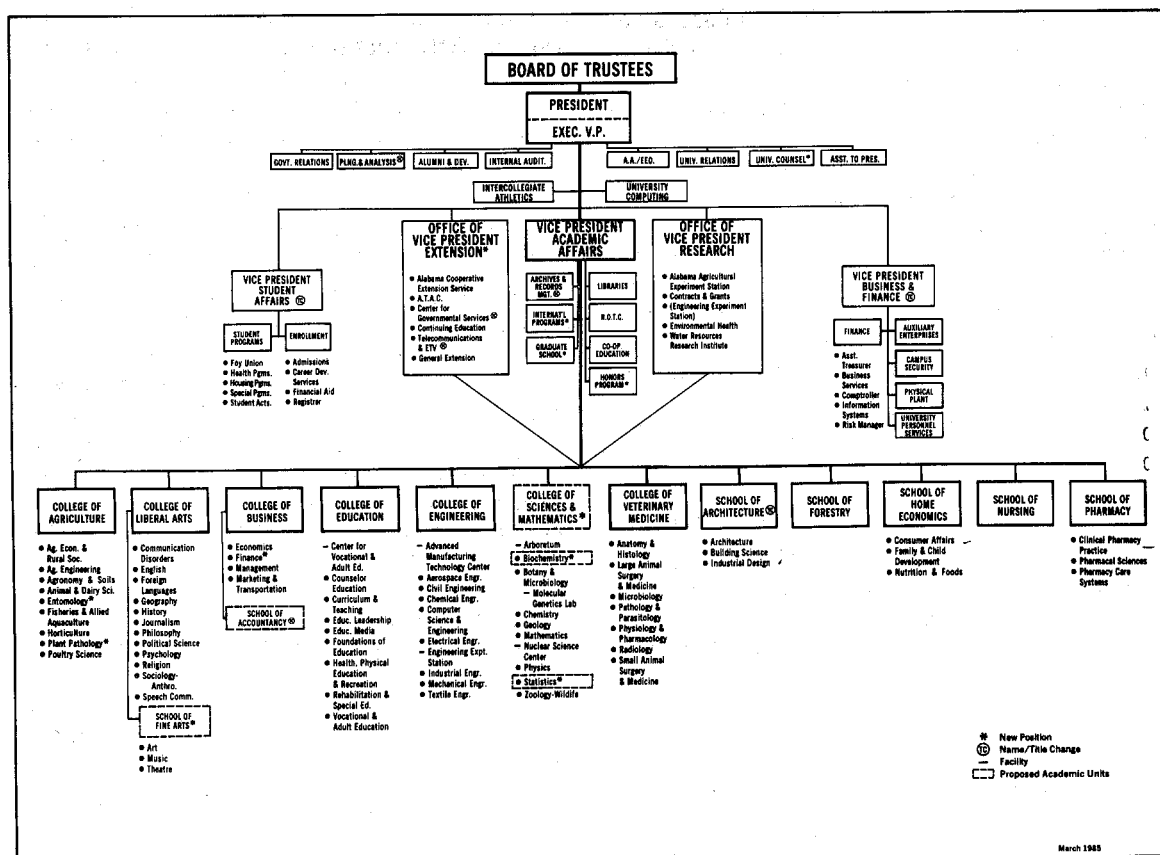 BOARD OF TRUSTEES
PRESIDENT
EXEC. V.P.
GOVT. RELATIONS
PLNG. & ANALYSIS TC
ALUMNI & DEV.
INTERNAL AUDIT.
A.A./EEO.
UNIV. RELATIONS
UNIV. COUNSEL*
ASST. TO PRES.
INTERCOLLEGIATE
ATHLETICS
UNIVERSITY
COMPUTING
VICE PRESIDENT
STUDENT
AFFAIRS TC
STUDENT
PROGRAMS
• Foy Union
• Health Pgms.
• Housing Pgms.
• Special Pgms.
• Student Acts.
ENROLLMENT
• Admissions
• Career Dev.
Services
• Financial Aid
• Registrar
OFFICE OF
VICE PRESIDENT
EXTENSION*
• Alabama Cooperative
Extension Service
• A.T.A.C.
• Center for
Governmental Services TC
• Continuing Education
• Telecommunications
& ETV TC
• General Extension
VICE PRESIDENT
ACADEMIC
AFFAIRS
ARCHIVES &
RECORDS
MGT. TC
INTERNAT'L
PROGRAMS*
GRADUATE
SCHOOL*
LIBRARIES
R.O.T.C.
CO-OP
EDUCATION
HONORS
PROGRAM*
OFFICE OF
VICE PRESIDENT
RESEARCH
• Alabama Agricultural
Experiment Station
• Contracts & Grants
• (Engineering Experiment
Station)
• Environmental Health
• Water Resources
Research Institute
VICE PRESIDENT
BUSINESS &
FINANCE TC
FINANCE
• Asst.
Treasurer
• Business
Services
• Comptroller
• Information
Systems
• Risk Manager
AUXILIARY
ENTERPRISES
CAMPUS
SECURITY
PHYSICAL
PLANT
UNIVERSITY
PERSONNEL
SERVICES
COLLEGE OF
AGRICULTURE
• Ag. Econ. &
Rural Soc.
• Ag. Engineering
• Agronomy & Soils
• Animal & Dairy Sci.
• Entomology*
• Fisheries & Allied
Aquaculture
• Horticulture
• Plant Pathology*
• Poultry Science
COLLEGE OF
LIBERAL ARTS
• Communication
Disorders
• English
• Foreign
Languages
• Geography
• History
• Journalism
• Philosophy
• Political Science
• Psychology
• Religion
• Sociology-
Anthro.
• Speech Comm.
SCHOOL OF
FINE ARTS*
• Art
• Music
• Theatre
COLLEGE OF
BUSINESS
• Economics
• Finance*
• Management
• Marketing &
Transportation
SCHOOL OF
ACCOUNTANCY TC
COLLEGE OF
EDUCATION
– Center for
Vocational &
Adult Ed.
• Counselor
Education
• Curriculum &
Teaching
• Educ. Leadership
• Educ. Media
• Foundations of
Education
• Health, Physical
Education
& Recreation
• Rehabilitation &
Special Ed.
• Vocational &
Adult Education
COLLEGE OF
ENGINEERING
– Advanced
Manufacturing
Technology Center
• Aerospace Engr.
• Civil Engineering
• Chemical Engr.
• Computer
Science &
Engineering
• Electrical Engr.
– Engineering Expt.
Station
• Industrial Engr.
• Mechanical Engr.
• Textile Engr.
COLLEGE OF
SCIENCES &
MATHEMATICS*
– Arboretum
• Biochemistry*
• Botany &
Microbiology
– Molecular
Genetics Lab
• Chemistry
• Geology
• Mathematics
– Nuclear Science
Center
• Physics
• Statistics*
• Zoology-Wildlife
COLLEGE OF
VETERINARY
MEDICINE
• Anatomy &
Histology
• Large Animal
Surgery
& Medicine
• Microbiology
• Pathology &
Parasitology
• Physiology &
Pharmacology
• Radiology
• Small Animal
Surgery
& Medicine
SCHOOL OF
ARCHITECTURE TC
• Architecture
• Building Science
• Industrial Design
SCHOOL OF
FORESTRY
SCHOOL OF
HOME
ECONOMICS
• Consumer Affairs
• Family & Child
Development
• Nutrition & Foods
SCHOOL OF
NURSING
SCHOOL OF
PHARMACY
• Clinical Pharmacy
Practice
• Pharmacal Sciences
• Pharmacy Care
Systems
* New Position
TC Name/Title Change
– Facility
Proposed Academic Units
March 1985